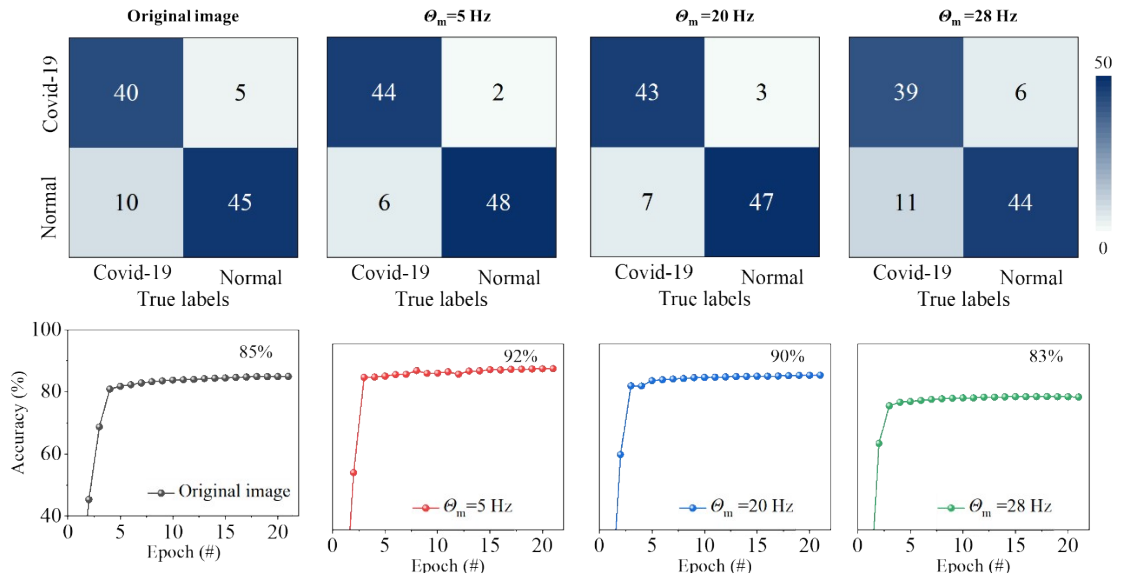 Original image
Θm=5 Hz
Θm=20 Hz
Θm=28 Hz
Covid-19
Normal
40 5
10 45
44 2
6 48
43 3
7 47
39 6
11 44
50
0
Covid-19 Normal
True labels
Covid-19 Normal
True labels
Covid-19 Normal
True labels
Covid-19 Normal
True labels
Accuracy (%)
100
80
60
40
85%
Original image
0 5 10 15 20
Epoch (#)
92%
Θm=5 Hz
0 5 10 15 20
Epoch (#)
90%
Θm=20 Hz
0 5 10 15 20
Epoch (#)
83%
Θm=28 Hz
0 5 10 15 20
Epoch (#)